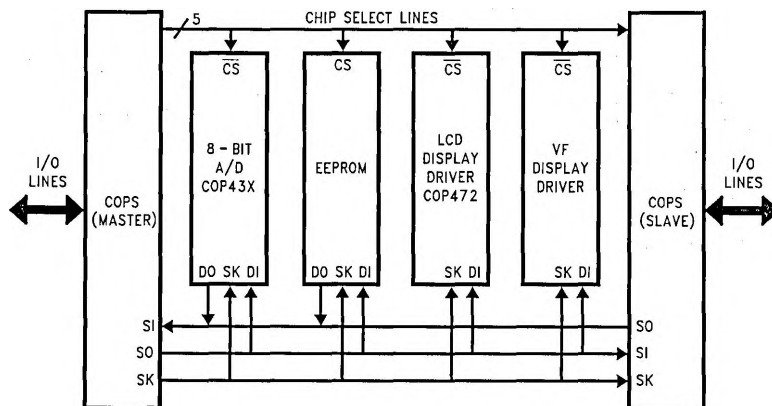 5 CHIP SELECT LINES
CS CS CS CS
I/O
LINES
COPS
(MASTER)
8 - BIT
A/D
COP43X
EEPROM
LCD
DISPLAY
DRIVER
COP472
VF
DISPLAY
DRIVER
COPS
(SLAVE)
I/O
LINES
DO SK DI
DO SK DI
SK DI
SK DI
SI SO
SO SI
SK SK